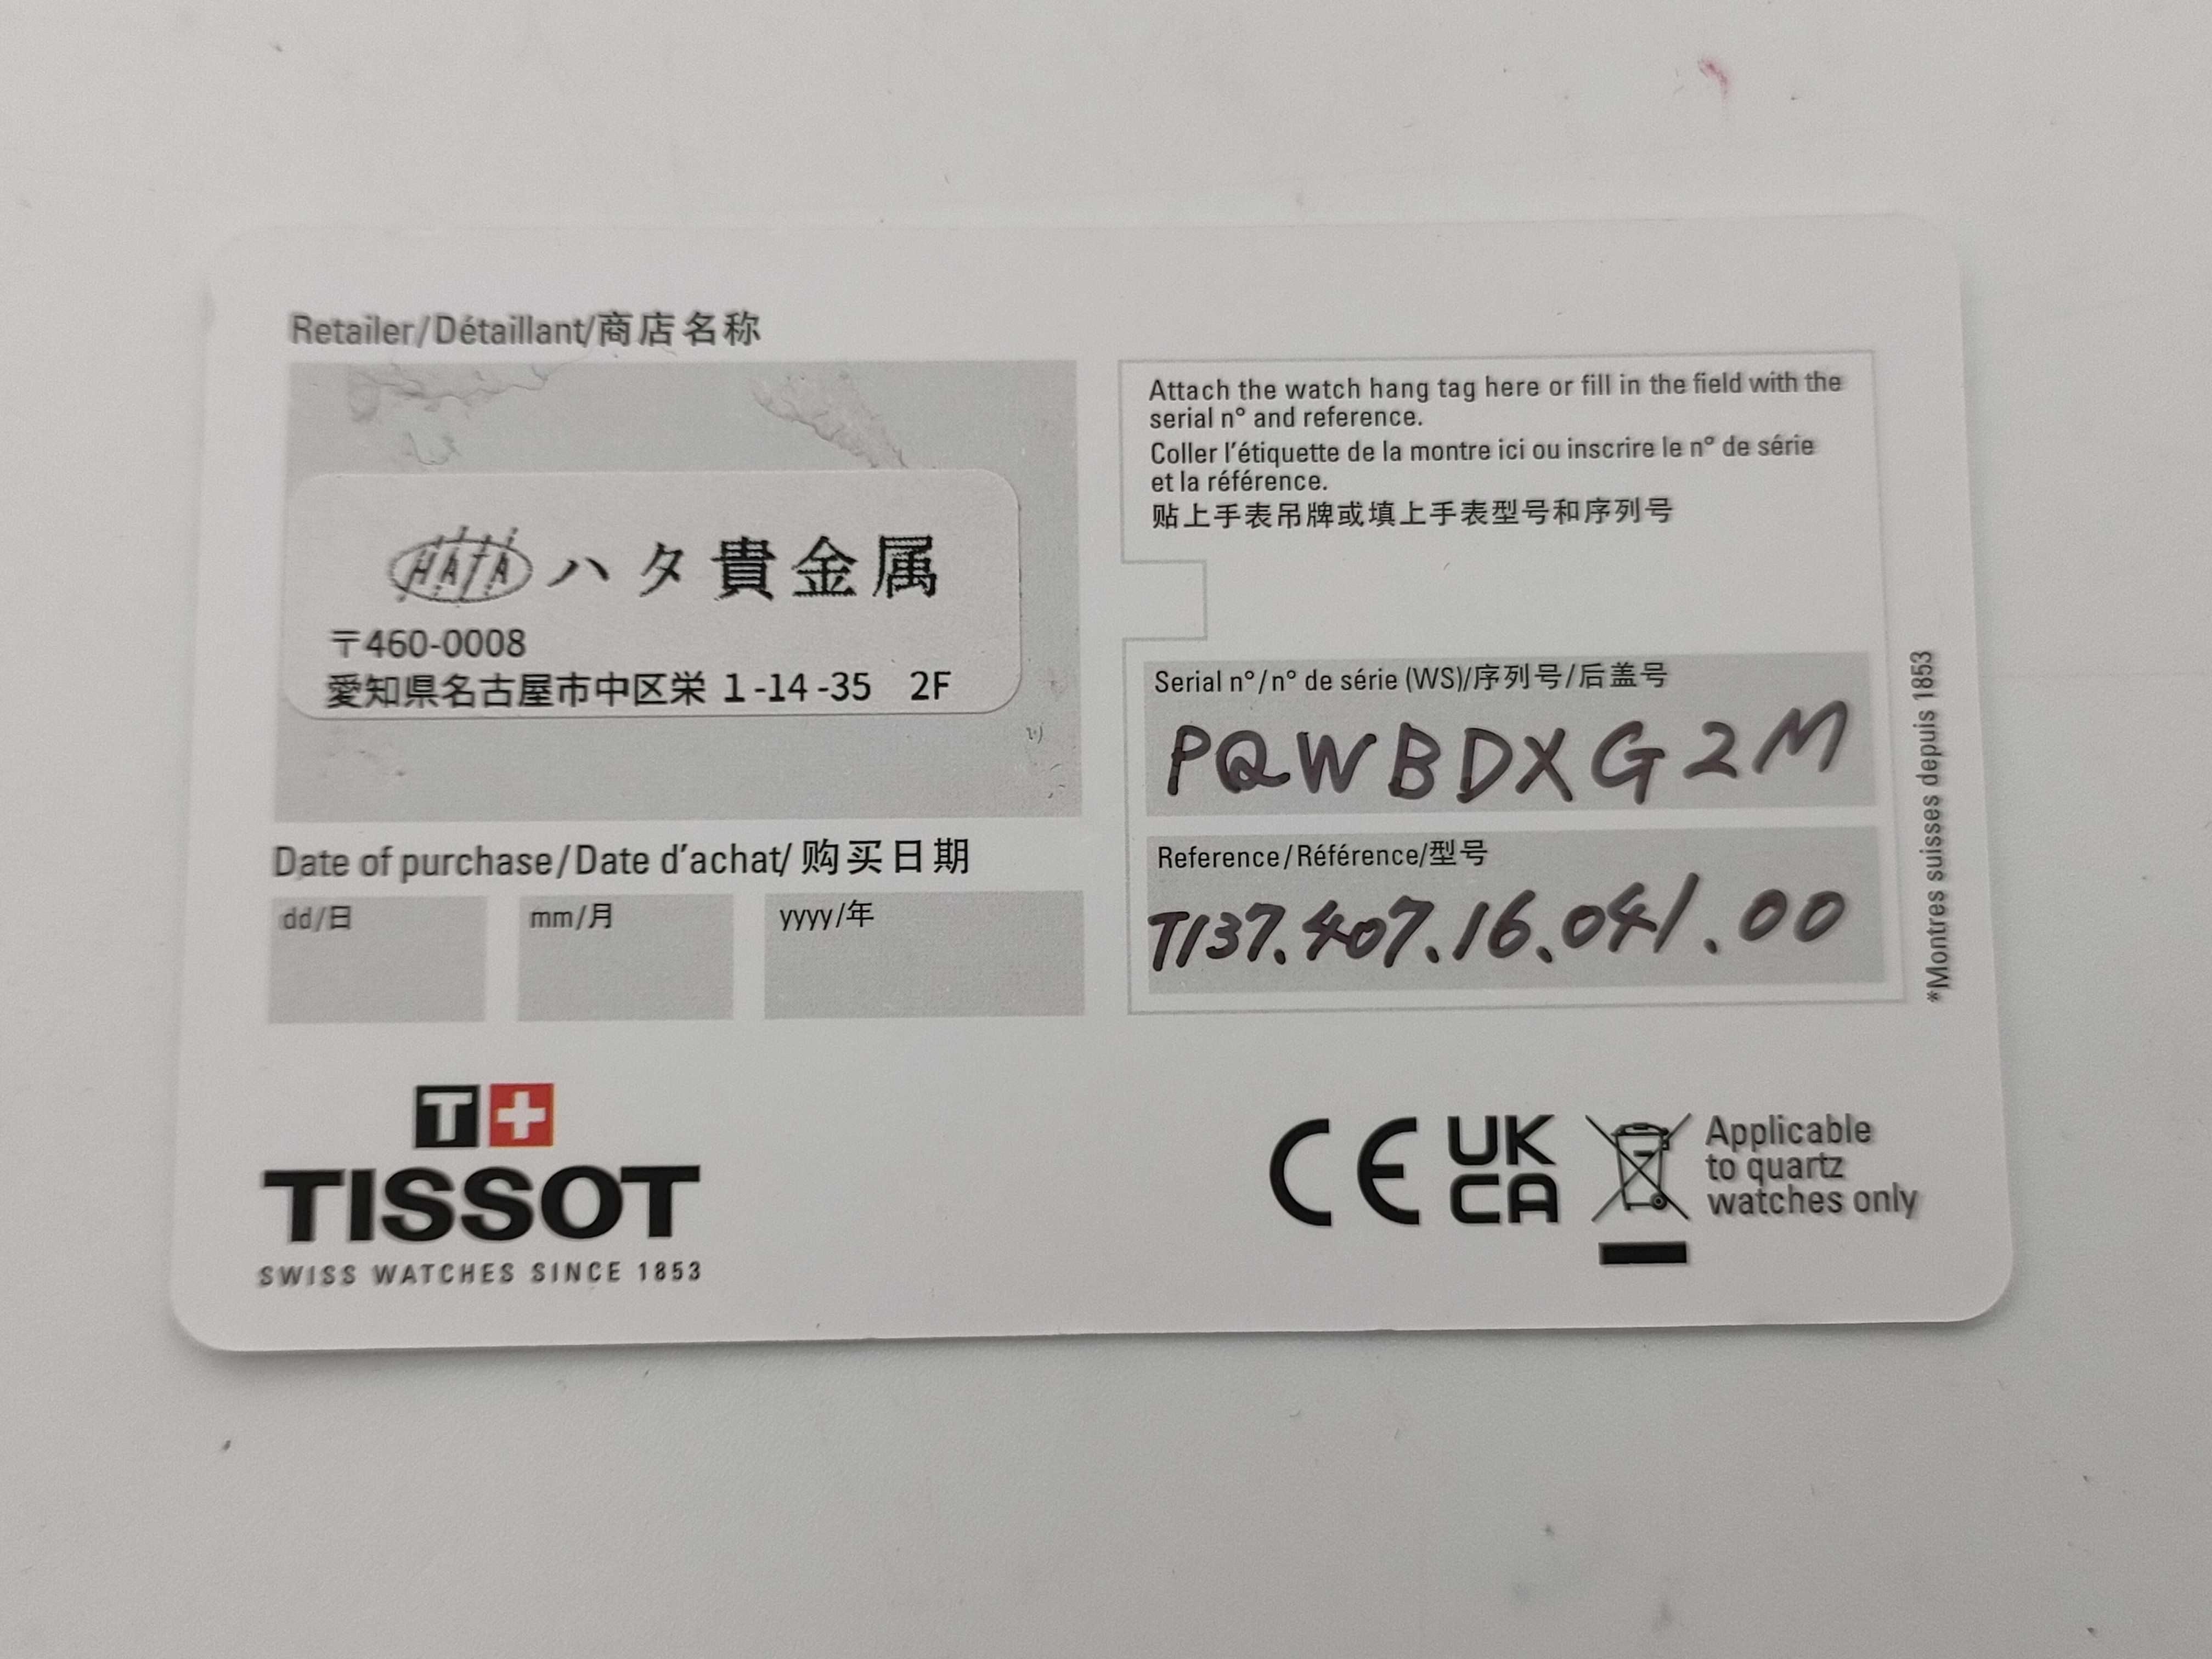 Retailer/Détaillant/商店名称
HATA ハタ貴金属
〒460-0008
愛知県名古屋市中区栄 1-14-35 2F
Date of purchase/Date d'achat/购买日期
dd/日 mm/月 yyyy/年
Attach the watch hang tag here or fill in the field with the
serial n° and reference.
Coller l'étiquette de la montre ici ou inscrire le n° de série
et la référence.
贴上手表吊牌或填上手表型号和序列号
Serial n°/n° de série (WS)/序列号/后盖号
PQWBDXG2M
Reference/Référence/型号
T137.407.16.041.00
*Montres suisses depuis 1853
T+
TISSOT
SWISS WATCHES SINCE 1853
CE
UK
CA
Applicable
to quartz
watches only